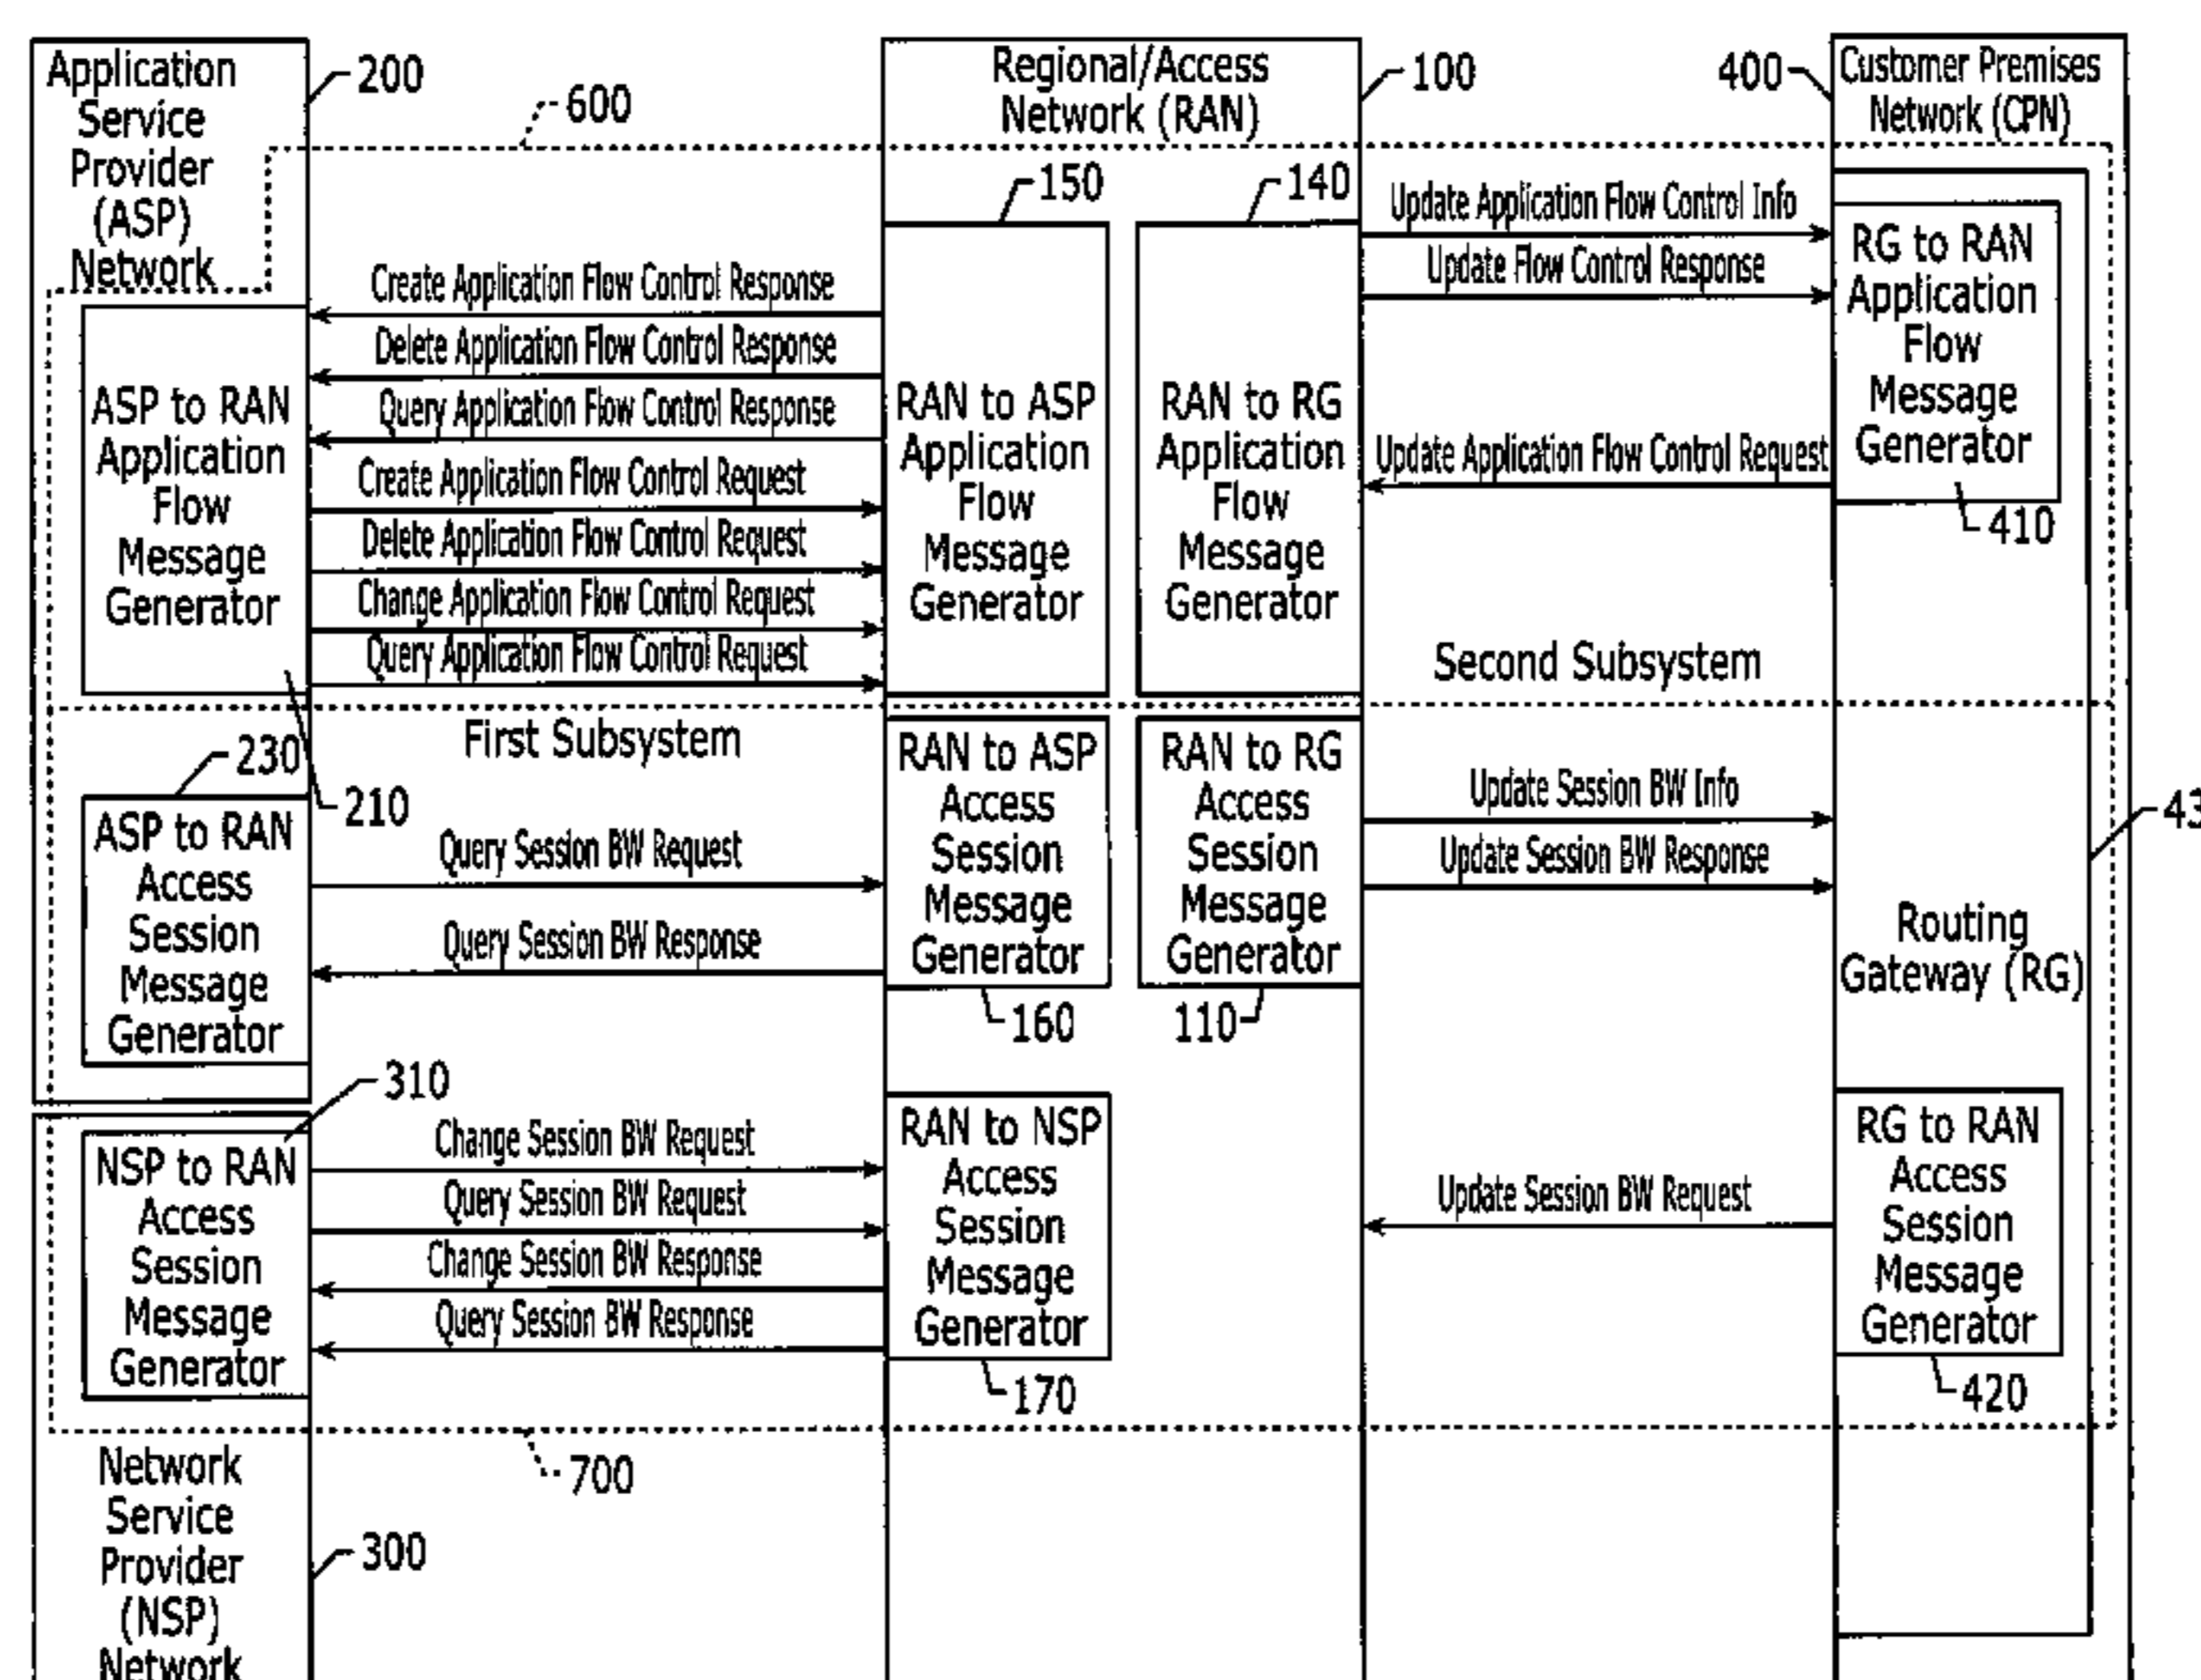 Application
Service
Provider
(ASP)
Network
200
600
Regional/Access
Network (RAN)
100
400
Customer Premises
Network (CPN)
150
140
Create Application Flow Control Response
Delete Application Flow Control Response
Query Application Flow Control Response
Create Application Flow Control Request
Delete Application Flow Control Request
Change Application Flow Control Request
Query Application Flow Control Request
ASP to RAN
Application
Flow
Message
Generator
210
RAN to ASP
Application
Flow
Message
Generator
RAN to RG
Application
Flow
Message
Generator
Update Application Flow Control Info
Update Flow Control Response
Update Application Flow Control Request
RG to RAN
Application
Flow
Message
Generator
410
Second Subsystem
First Subsystem
230
ASP to RAN
Access
Session
Message
Generator
Query Session BW Request
Query Session BW Response
RAN to ASP
Access
Session
Message
Generator
160
RAN to RG
Access
Session
Message
Generator
110
Update Session BW Info
Update Session BW Response
43
Routing
Gateway (RG)
310
NSP to RAN
Access
Session
Message
Generator
Change Session BW Request
Query Session BW Request
Change Session BW Response
Query Session BW Response
RAN to NSP
Access
Session
Message
Generator
170
Update Session BW Request
RG to RAN
Access
Session
Message
Generator
420
700
Network
Service
Provider
(NSP)
Network
300